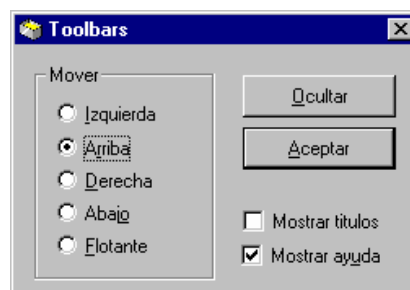 Toolbars
Mover
Izquierda
Arriba
Derecha
Abajo
Flotante
Ocultar
Aceptar
Mostrar titulos
Mostrar ayuda